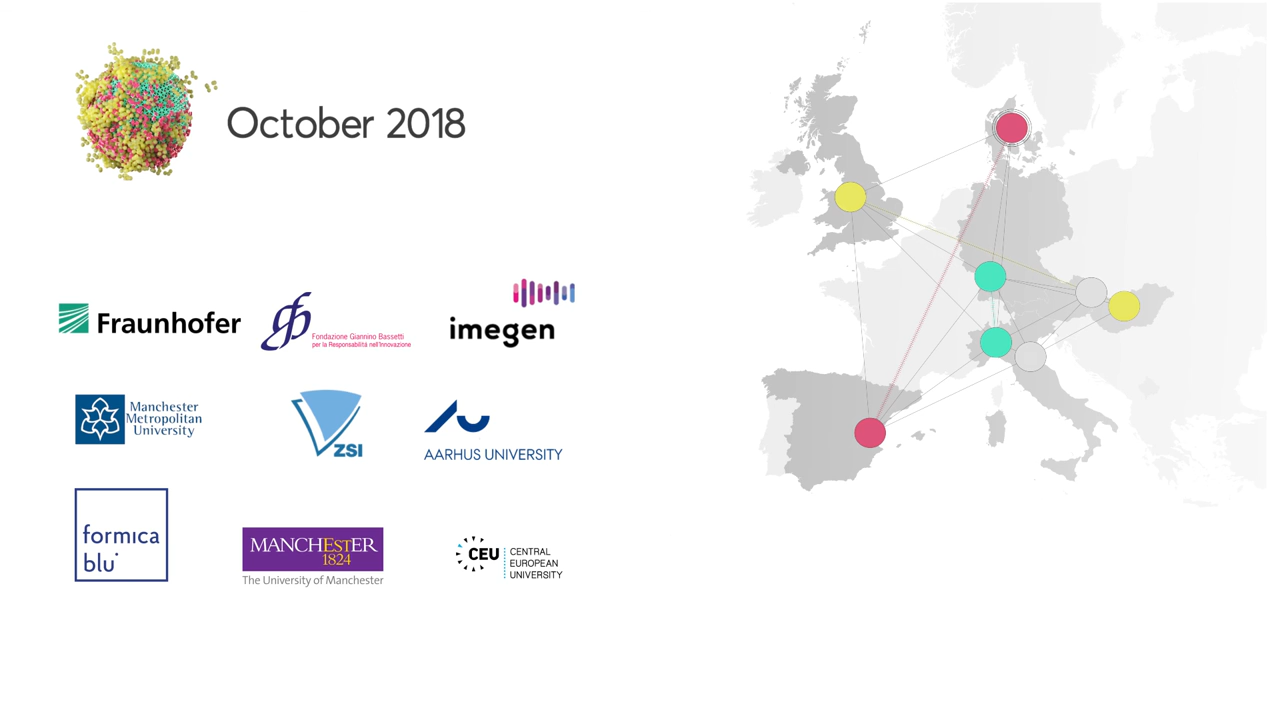 October 2018
Fraunhofer
Fondazione Giannino Bassetti
per la Responsabilità nell'Innovazione
imegen
Manchester
Metropolitan
University
ZSI
AARHUS UNIVERSITY
formica
blu
MANCHESTER
1824
The University of Manchester
CEU
CENTRAL
EUROPEAN
UNIVERSITY